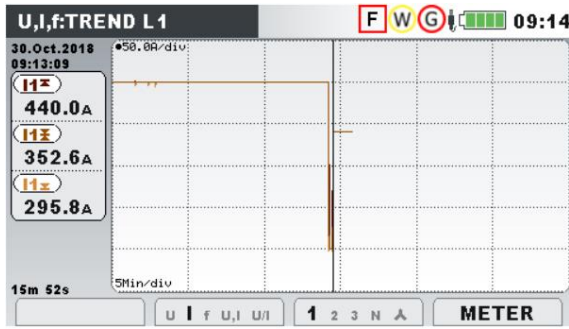 U,I,f:TREND L1
F W G 09:14
30.Oct.2018
09:13:09
50.0A/div
I1
440.0A
I1
352.6A
I1
295.8A
15m 52s
5Min/div
U I f U,I U/I
1 2 3 N
METER